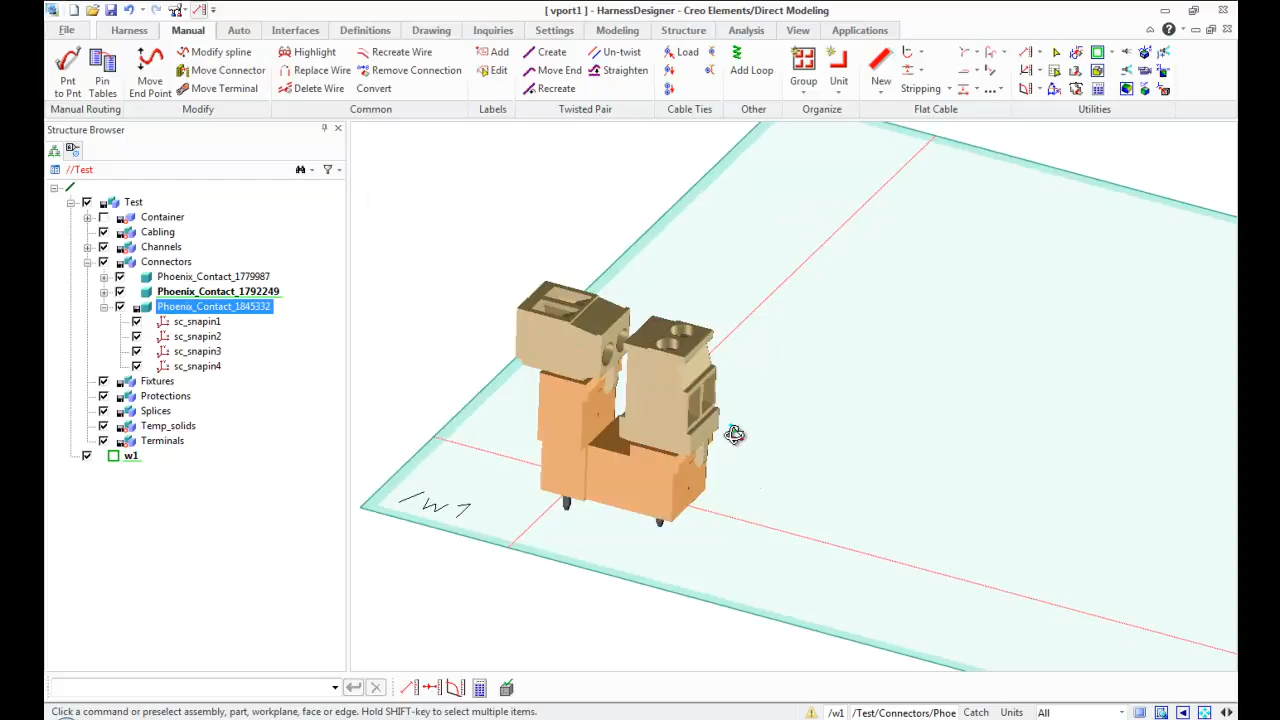 [ vport1 ] - HarnessDesigner - Creo Elements/Direct Modeling
File Harness Manual Auto Interfaces Definitions Drawing Inquiries Settings Modeling Structure Analysis View Applications
Modify spline Highlight Recreate Wire Add Create Un-twist Load
Move Connector Replace Wire Remove Connection Edit Move End Straighten
Move Terminal Delete Wire Convert Recreate
Pnt to Pnt
Pin Tables
Move End Point
Add Loop
Group
Unit
New
Stripping
Manual Routing Modify Common Labels Twisted Pair Cable Ties Other Organize Flat Cable Utilities
Structure Browser
//Test
Test
Container
Cabling
Channels
Connectors
Phoenix_Contact_1779987
Phoenix_Contact_1792249
Phoenix_Contact_1845332
sc_snapin1
sc_snapin2
sc_snapin3
sc_snapin4
Fixtures
Protections
Splices
Temp_solids
Terminals
w1
/w1
Click a command or preselect assembly, part, workplane, face or edge. Hold SHIFT-key to select multiple items.
/w1 /Test/Connectors/Phoe Catch Units All